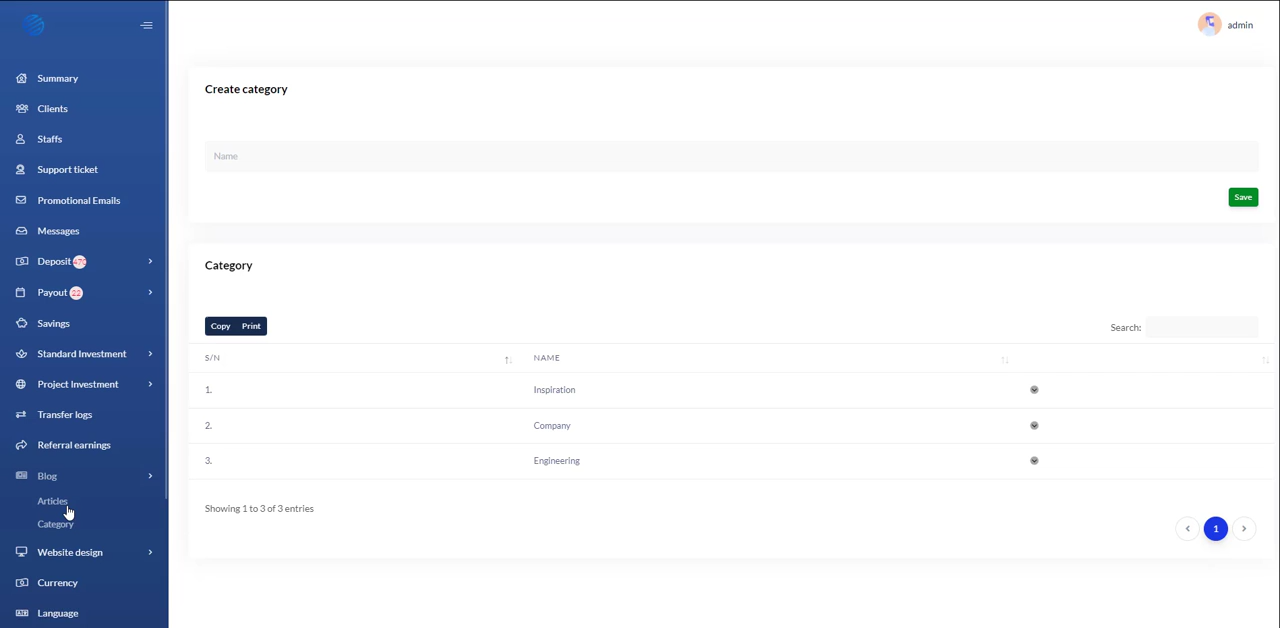 admin
Summary
Clients
Staffs
Support ticket
Promotional Emails
Messages
Deposit
Payout 22
Savings
Standard Investment
Project Investment
Transfer logs
Referral earnings
Blog
Articles
Category
Website design
Currency
Language
Create category
Name
Save
Category
Copy Print
Search:
S/N NAME
1. Inspiration
2. Company
3. Engineering
Showing 1 to 3 of 3 entries
1